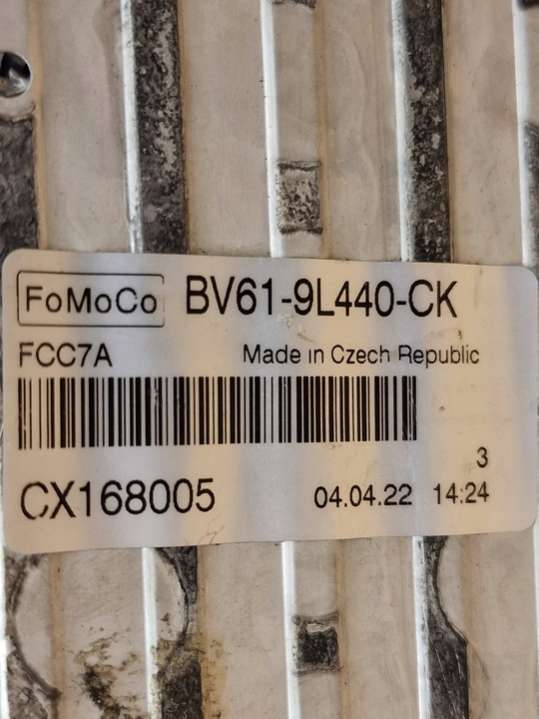 FoMoCo BV61-9L440-CK
FCC7A Made in Czech Republic
3
CX168005 04.04.22 14:24